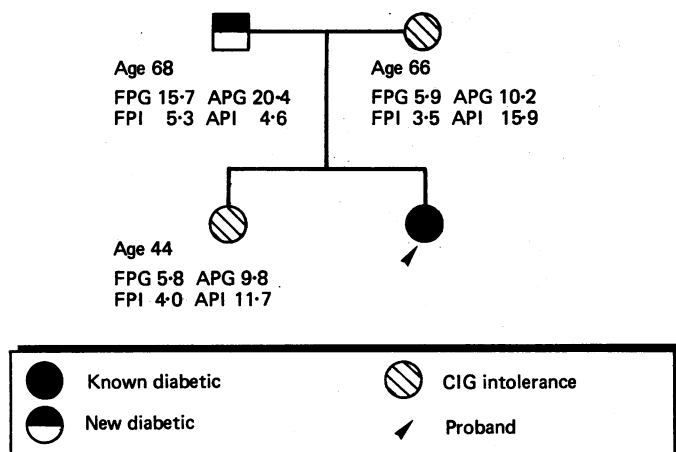 Age 68
FPG 15·7 APG 20·4
FPI 5·3 API 4·6
Age 66
FPG 5·9 APG 10·2
FPI 3·5 API 15·9
Age 44
FPG 5·8 APG 9·8
FPI 4·0 API 11·7
Known diabetic
CIG intolerance
New diabetic
Proband